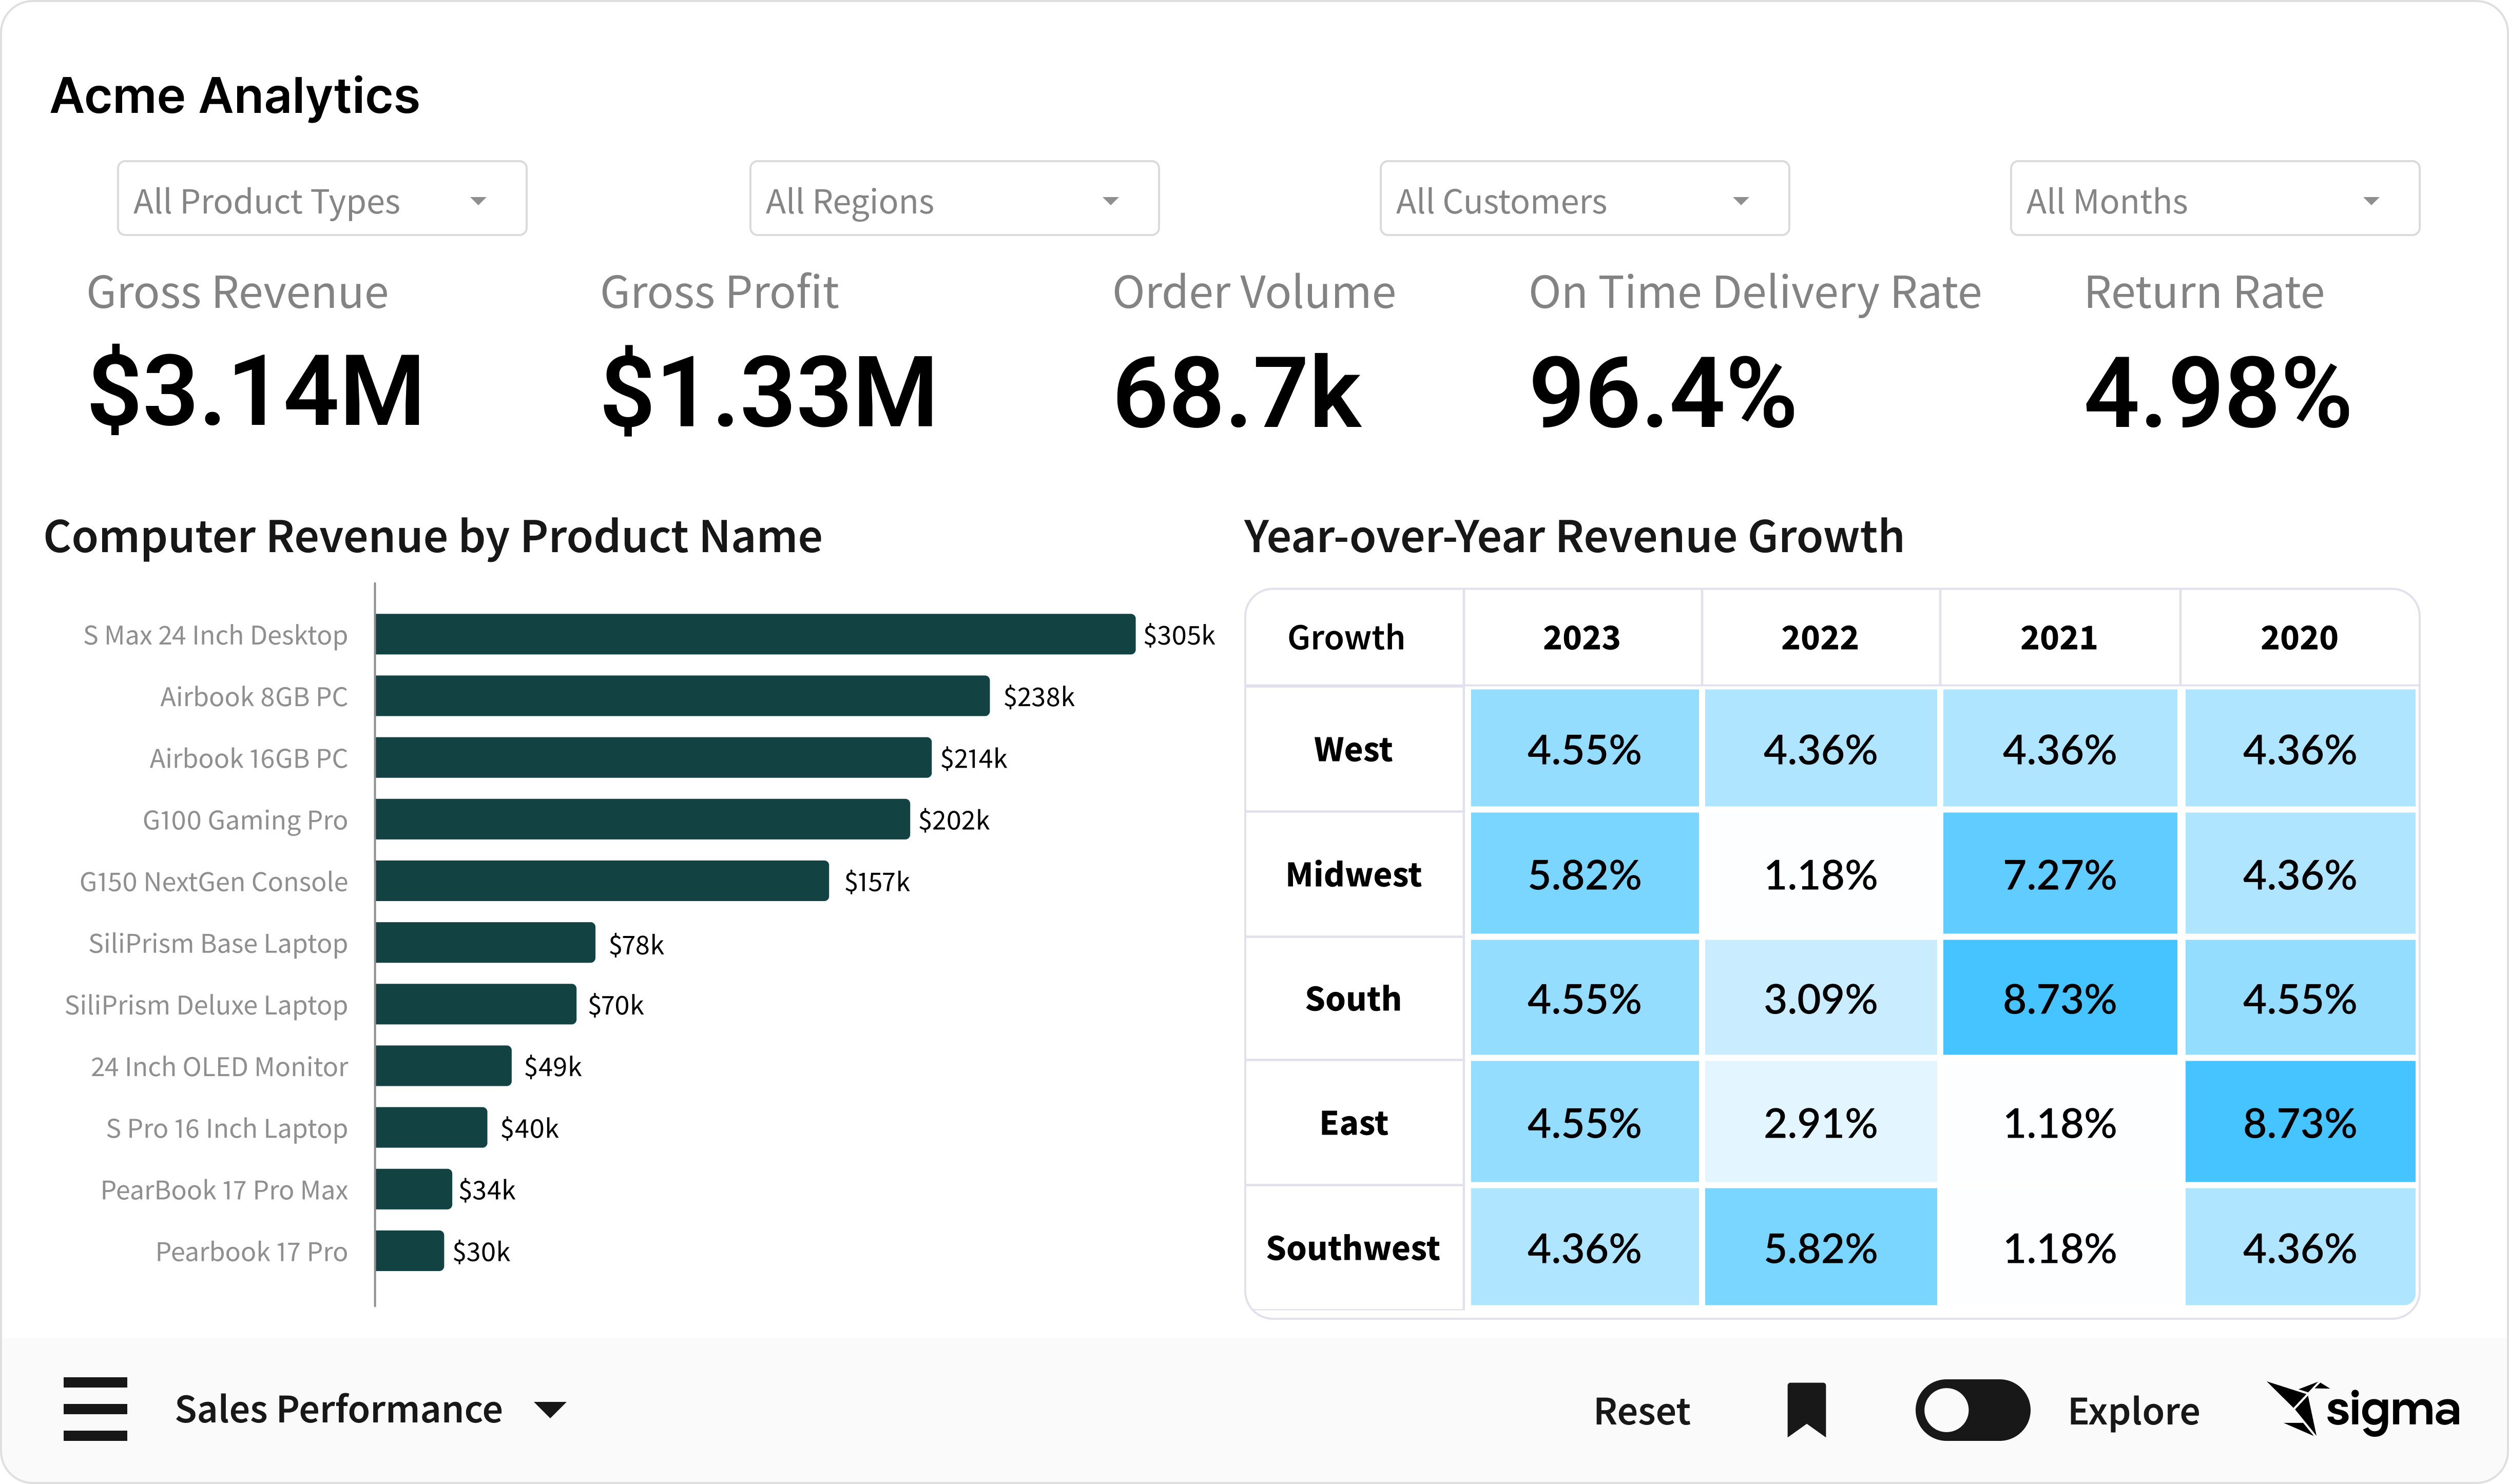 Acme Analytics
All Product Types All Regions All Customers All Months
Gross Revenue Gross Profit Order Volume On Time Delivery Rate Return Rate
$3.14M $1.33M 68.7k 96.4% 4.98%
Computer Revenue by Product Name
S Max 24 Inch Desktop $305k
Airbook 8GB PC $238k
Airbook 16GB PC $214k
G100 Gaming Pro $202k
G150 NextGen Console $157k
SiliPrism Base Laptop $78k
SiliPrism Deluxe Laptop $70k
24 Inch OLED Monitor $49k
S Pro 16 Inch Laptop $40k
PearBook 17 Pro Max $34k
Pearbook 17 Pro $30k
Year-over-Year Revenue Growth
Growth 2023 2022 2021 2020
West 4.55% 4.36% 4.36% 4.36%
Midwest 5.82% 1.18% 7.27% 4.36%
South 4.55% 3.09% 8.73% 4.55%
East 4.55% 2.91% 1.18% 8.73%
Southwest 4.36% 5.82% 1.18% 4.36%
Sales Performance Reset Explore sigma